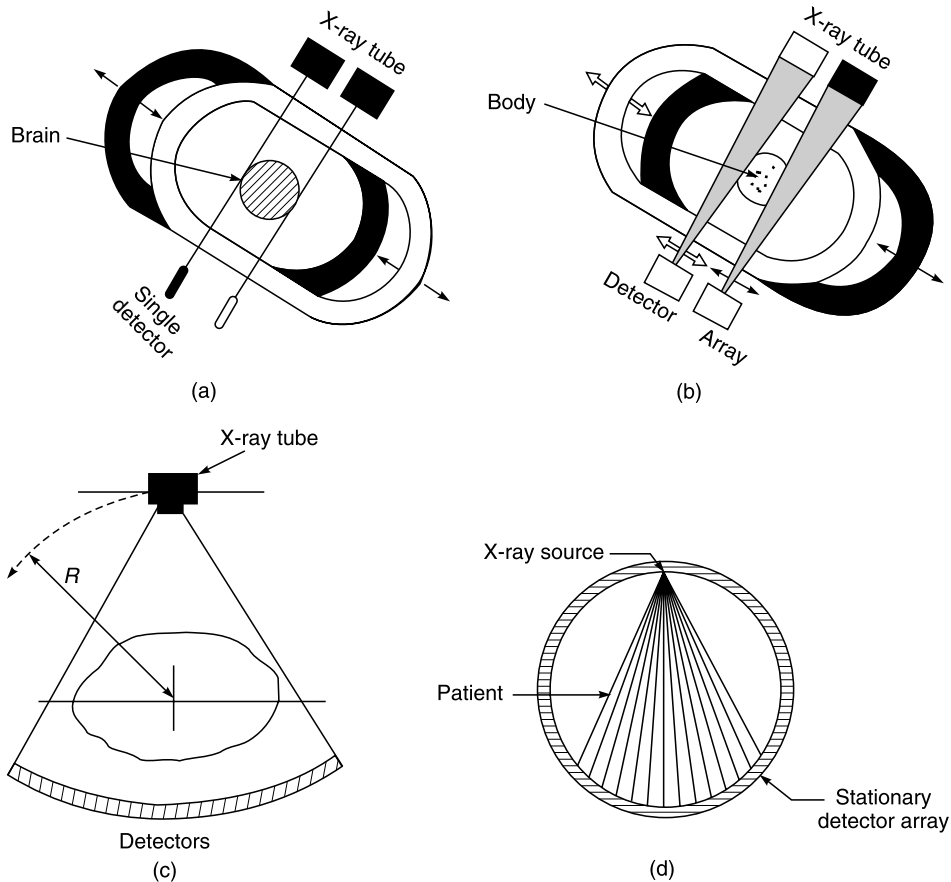 X-ray tube
Brain
Single
detector
(a)
X-ray tube
Body
Detector
Array
(b)
X-ray tube
R
Detectors
(c)
X-ray source
Patient
Stationary
detector array
(d)